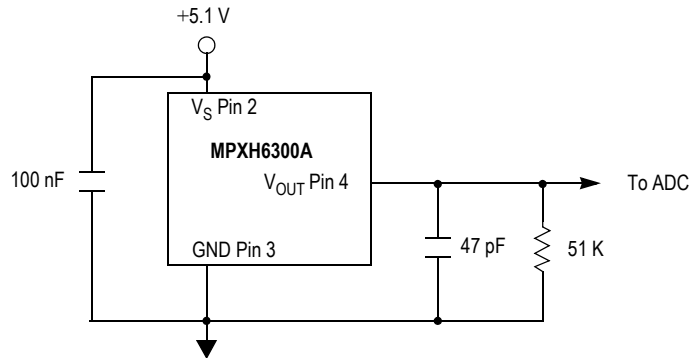 +5.1 V
V_S Pin 2
MPXH6300A
100 nF
V_OUT Pin 4
To ADC
GND Pin 3
47 pF
51 K